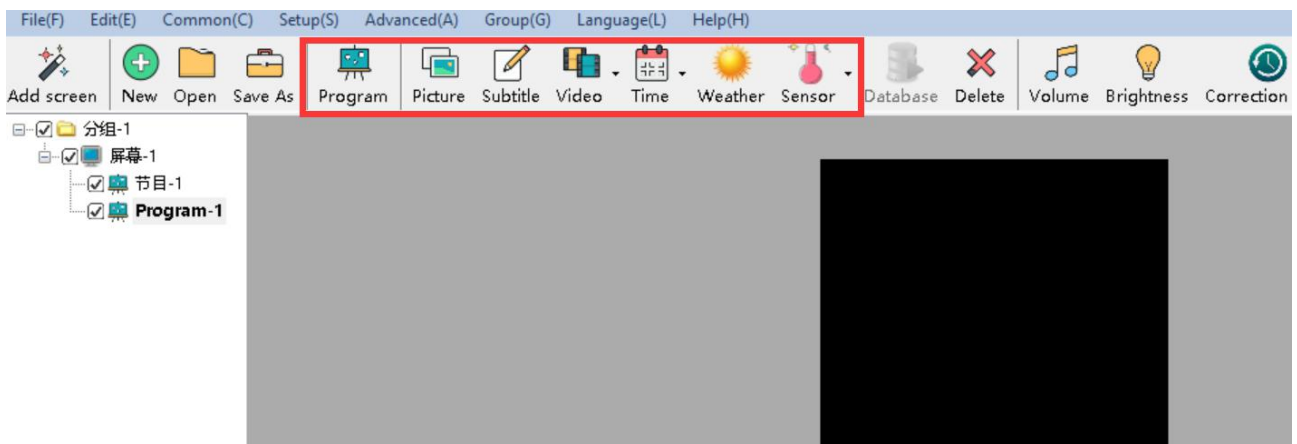 File(F) Edit(E) Common(C) Setup(S) Advanced(A) Group(G) Language(L) Help(H)
Add screen New Open Save As Program Picture Subtitle Video Time Weather Sensor Database Delete Volume Brightness Correction
分组-1
屏幕-1
节目-1
Program-1